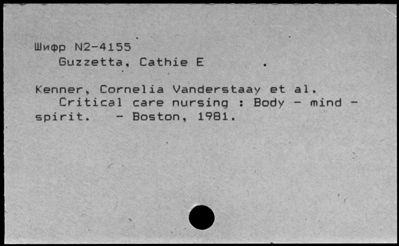 Шифр N2-4155
Guzzetta, Cathie E .
Kenner, Cornelia Vanderstaay et al.
Critical care nursing : Body - mind -
spirit. - Boston, 1981.